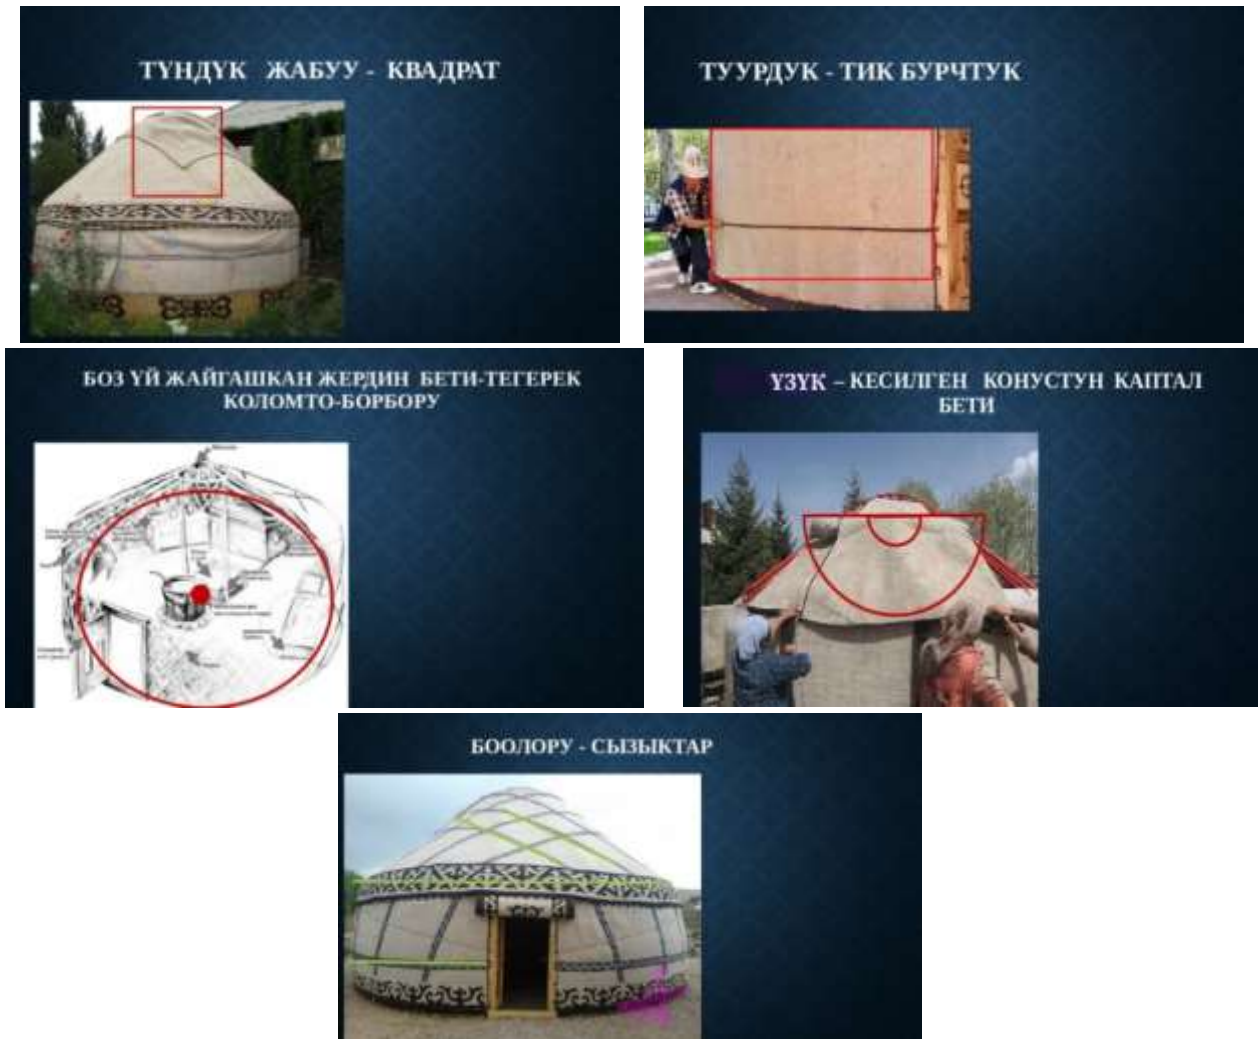 ТҮНДҮК ЖАБУУ - КВАДРАТ
ТУУРДУК - ТИК БУРЧТУК
БОЗ ҮЙ ЖАЙГАШКАН ЖЕРДИН БЕТИ-ТЕГЕРЕК
КОЛОМТО-БОРБОРУ
ҮЗҮК – КЕСИЛГЕН КОНУСТУН КАПТАЛ
БЕТИ
БООЛОРУ - СЫЗЫКТАР